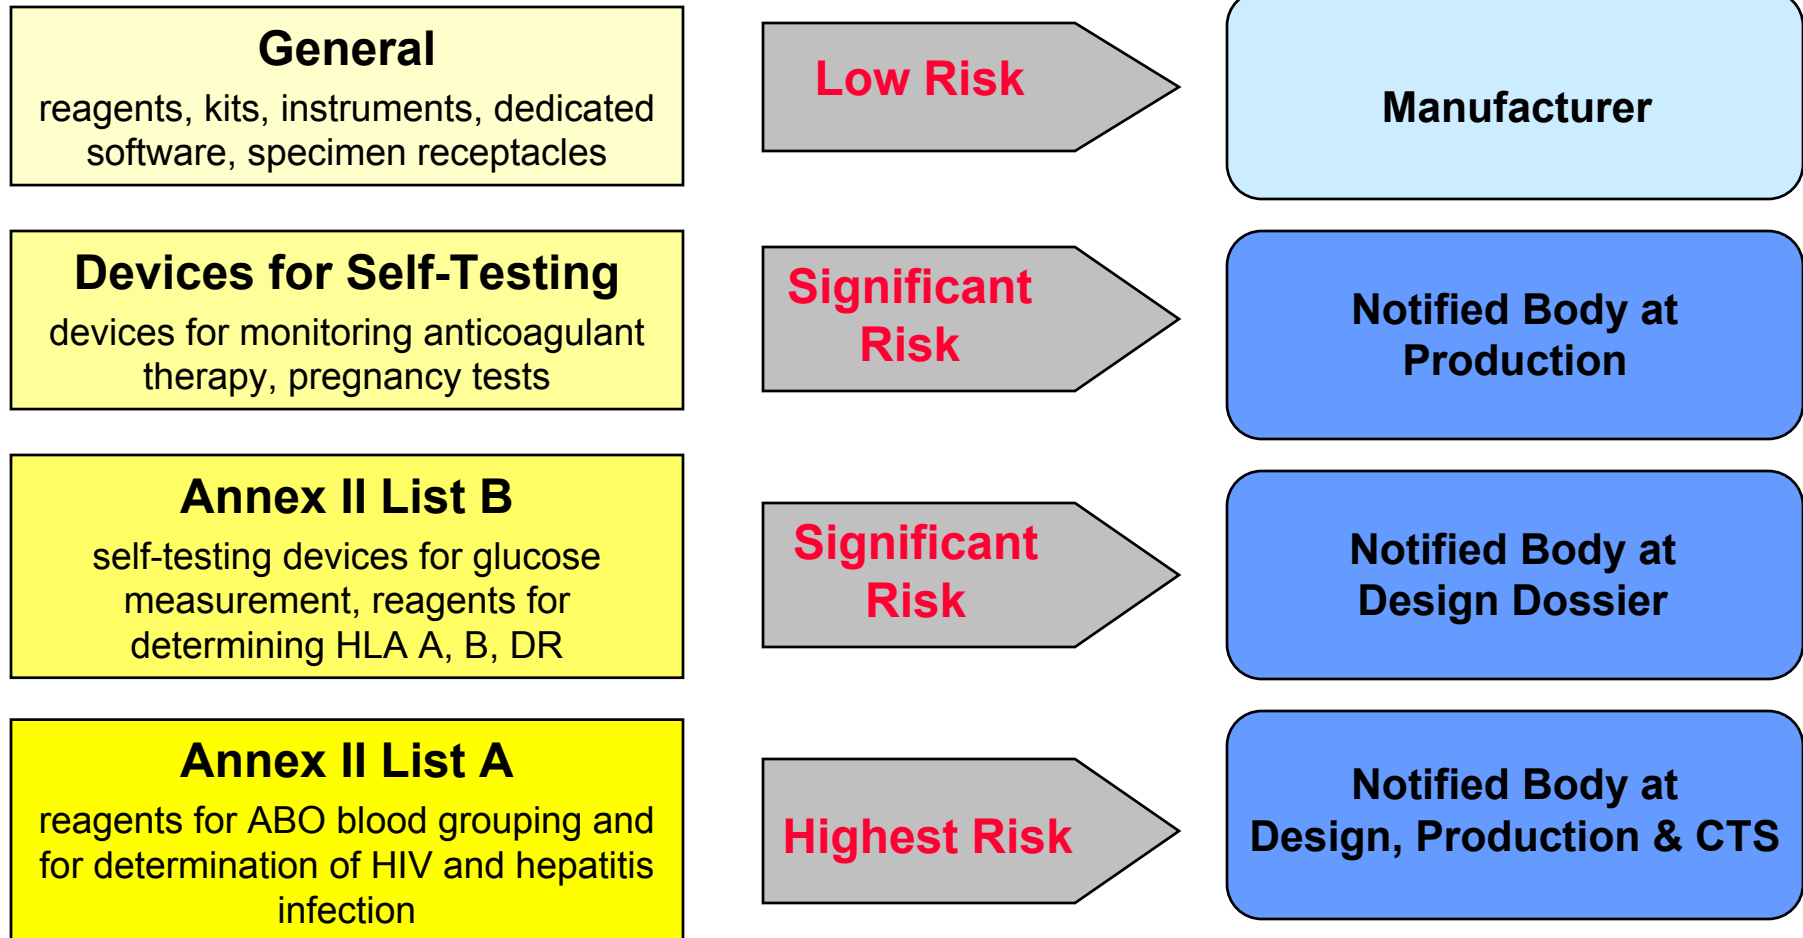 General
reagents, kits, instruments, dedicated
software, specimen receptacles
Low Risk
Manufacturer
Devices for Self-Testing
devices for monitoring anticoagulant
therapy, pregnancy tests
Significant
Risk
Notified Body at
Production
Annex II List B
self-testing devices for glucose
measurement, reagents for
determining HLA A, B, DR
Significant
Risk
Notified Body at
Design Dossier
Annex II List A
reagents for ABO blood grouping and
for determination of HIV and hepatitis
infection
Highest Risk
Notified Body at
Design, Production & CTS